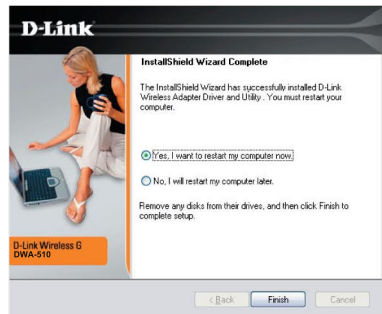 D-Link
InstallShield Wizard Complete
The InstallShield Wizard has successfully installed D-Link
Wireless Adapter Driver and Utility . You must restart your
computer.
Yes, I want to restart my computer now.
No, I will restart my computer later.
Remove any disks from their drives, and then click Finish to
complete setup.
D-Link Wireless G
DWA-510
< Back
Finish
Cancel